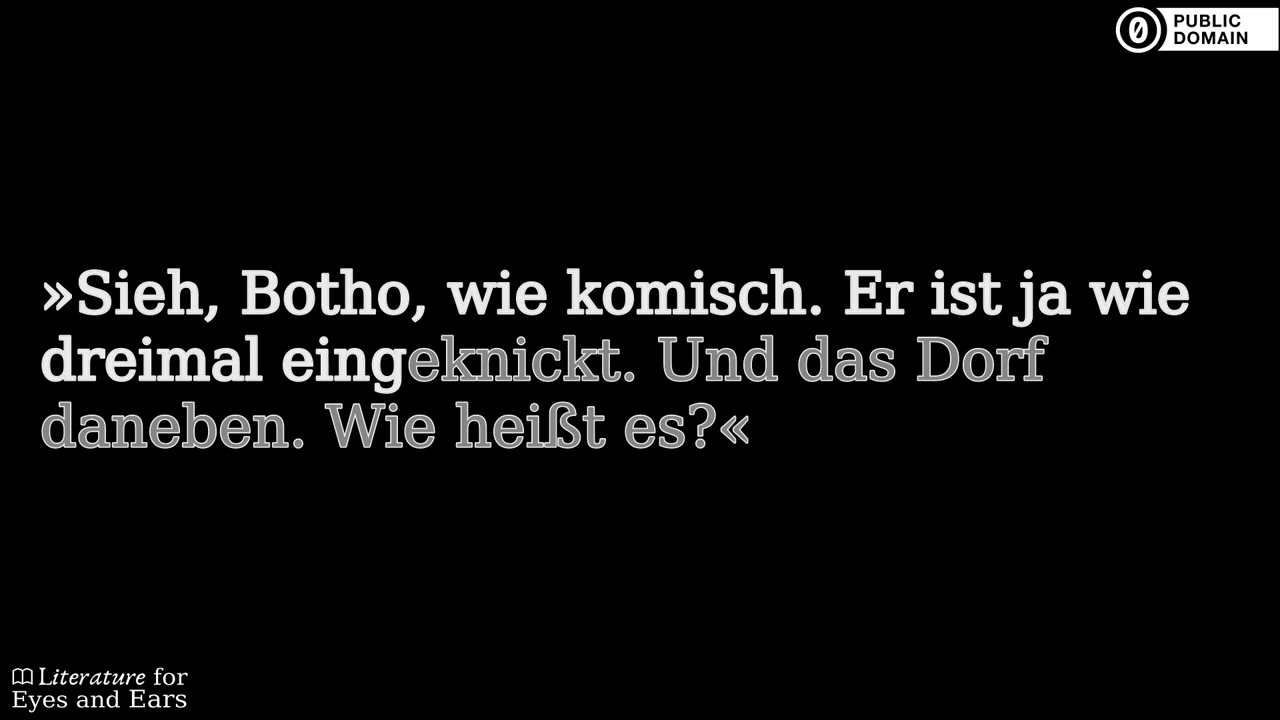 PUBLIC
DOMAIN
»Sieh, Botho, wie komisch. Er ist ja wie
dreimal eingeknickt. Und das Dorf
daneben. Wie heißt es?«
Literature for
Eyes and Ears